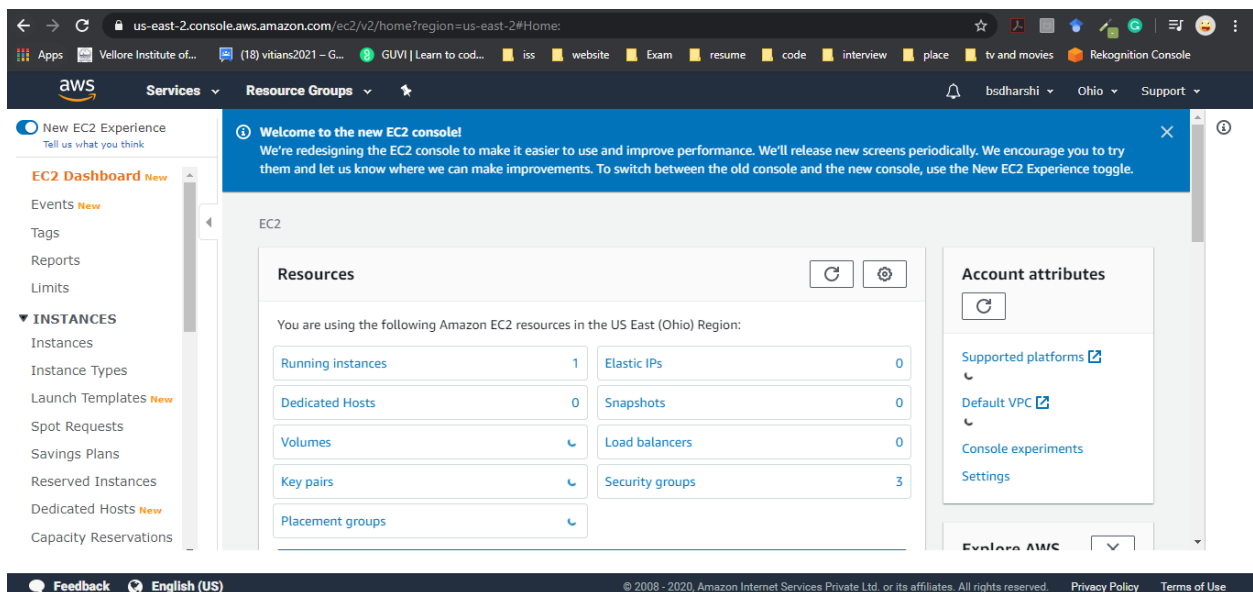 us-east-2.console.aws.amazon.com/ec2/v2/home?region=us-east-2#Home:
Apps Vellore Institute of... (18) vitians2021 – G... GUVI | Learn to cod... iss website Exam resume code interview place tv and movies Rekognition Console
aws Services Resource Groups bsdharshi Ohio Support
New EC2 Experience
Tell us what you think
EC2 Dashboard New
Events New
Tags
Reports
Limits
INSTANCES
Instances
Instance Types
Launch Templates New
Spot Requests
Savings Plans
Reserved Instances
Dedicated Hosts New
Capacity Reservations
Welcome to the new EC2 console!
We're redesigning the EC2 console to make it easier to use and improve performance. We'll release new screens periodically. We encourage you to try
them and let us know where we can make improvements. To switch between the old console and the new console, use the New EC2 Experience toggle.
EC2
Resources
You are using the following Amazon EC2 resources in the US East (Ohio) Region:
Running instances 1 Elastic IPs 0
Dedicated Hosts 0 Snapshots 0
Volumes Load balancers 0
Key pairs Security groups 3
Placement groups
Account attributes
Supported platforms
Default VPC
Console experiments
Settings
Explore AWS
Feedback English (US) © 2008 - 2020, Amazon Internet Services Private Ltd. or its affiliates. All rights reserved. Privacy Policy Terms of Use